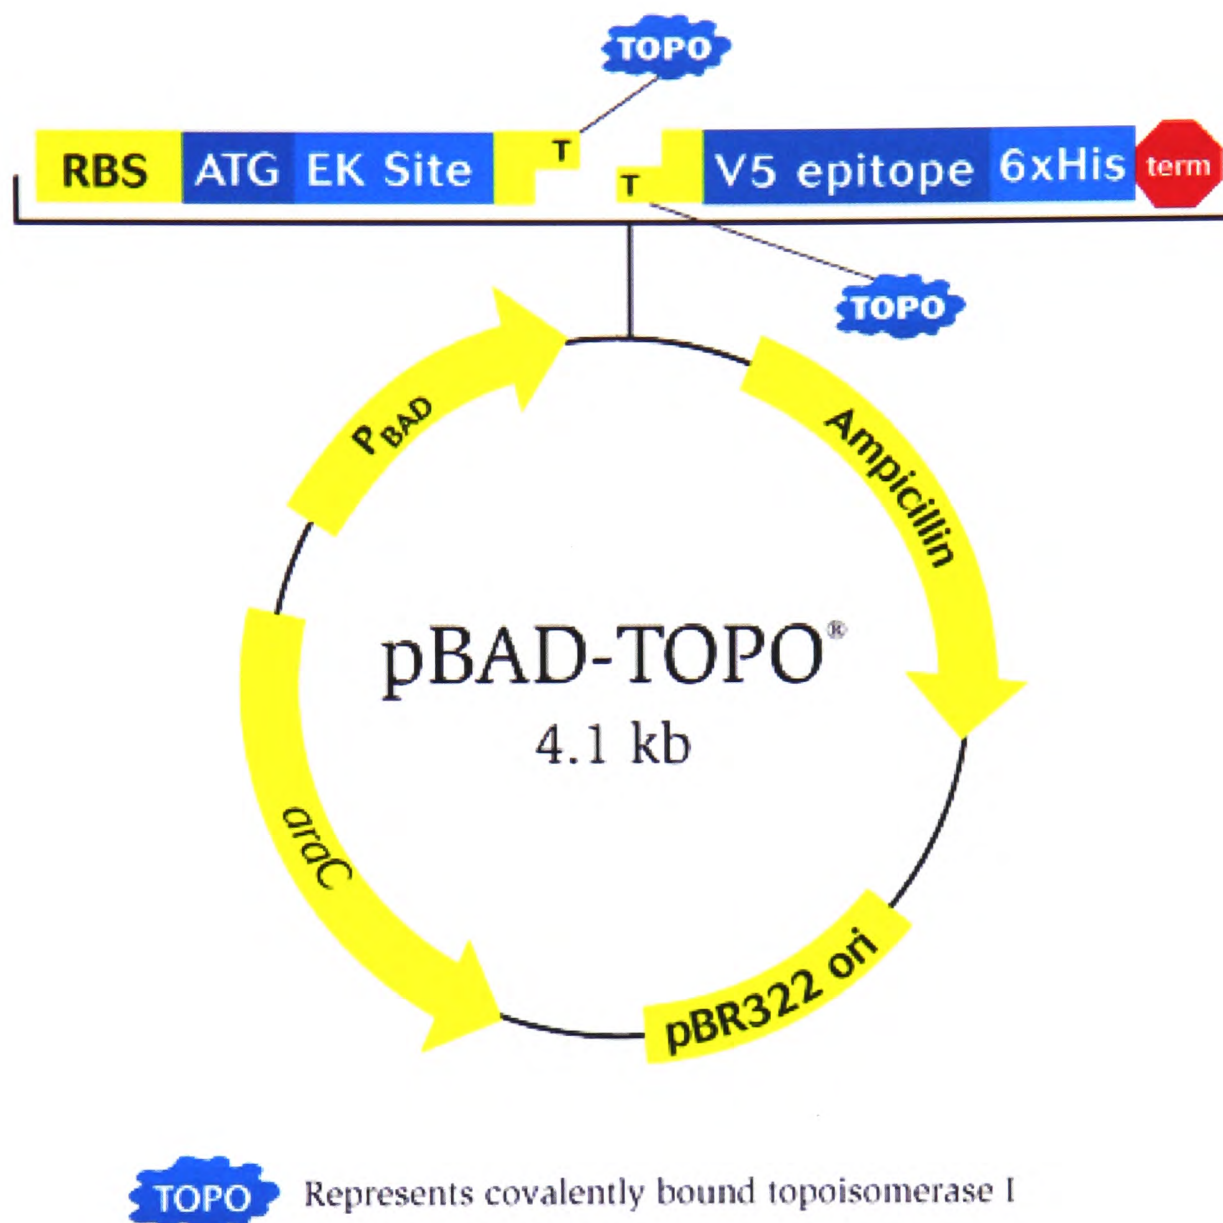 TOPO
RBS ATG EK Site T T V5 epitope 6xHis term
TOPO
PBAD
Ampicillin
pBAD-TOPO®
4.1 kb
araC
pBR322 ori
TOPO Represents covalently bound topoisomerase I